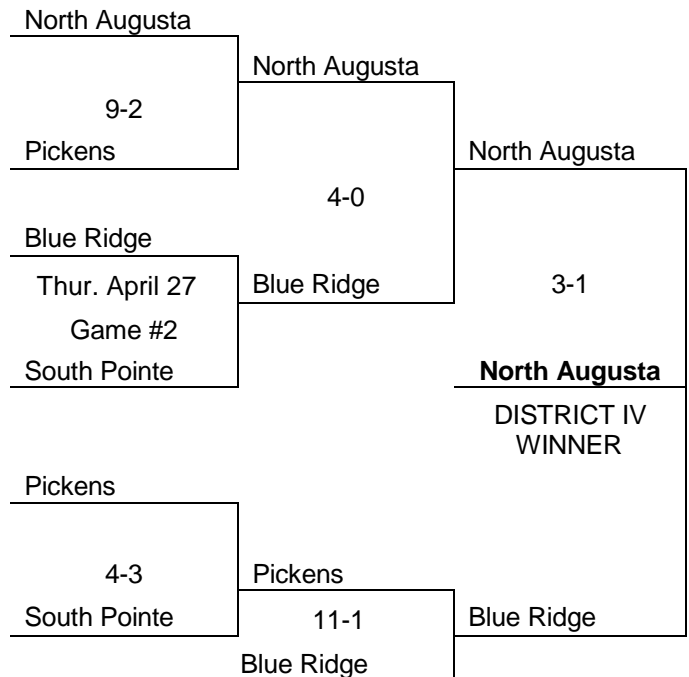 North Augusta
North Augusta
9-2
Pickens
North Augusta
4-0
Blue Ridge
Thur. April 27
Blue Ridge
3-1
Game #2
South Pointe
North Augusta
DISTRICT IV
WINNER
Pickens
4-3
Pickens
South Pointe
11-1
Blue Ridge
Blue Ridge